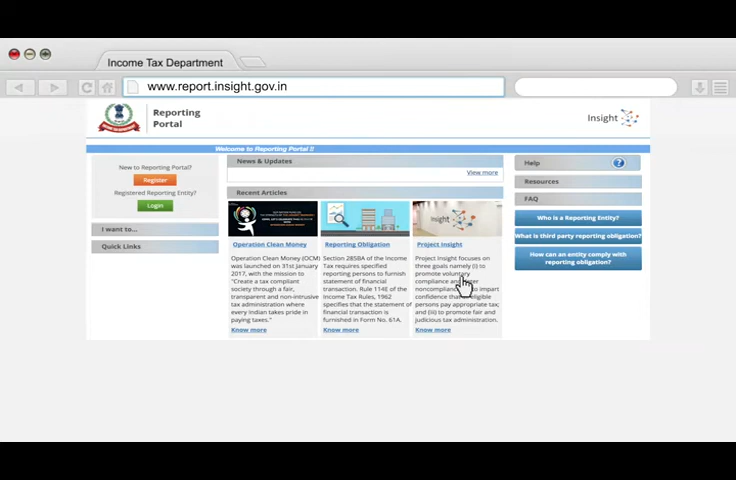 Income Tax Department
www.report.insight.gov.in
Reporting
Portal
Insight
Welcome to Reporting Portal !!
New to Reporting Portal?
Register
Registered Reporting Entity?
Login
I want to...
Quick Links
News & Updates
View more
Recent Articles
Operation Clean Money
Operation Clean Money (OCM)
was launched on 31st January
2017, with the mission to
"Create a tax compliant
society through a fair,
transparent and non-intrusive
tax administration where
every Indian takes pride in
paying taxes."
Know more
Reporting Obligation
Section 285BA of the Income
Tax requires specified
reporting persons to furnish
statement of financial
transaction. Rule 114E of the
Income Tax Rules, 1962
specifies that the statement of
financial transaction is
furnished in Form No. 61A.
Know more
insight
Project Insight
Project Insight focuses on
three goals namely (i) to
promote voluntary
compliance and
noncompliance to impart
confidence that eligible
persons pay appropriate tax;
and (iii) to promote fair and
judicious tax administration.
Know more
Help
?
Resources
FAQ
Who is a Reporting Entity?
What is third party reporting obligation?
How can an entity comply with
reporting obligation?